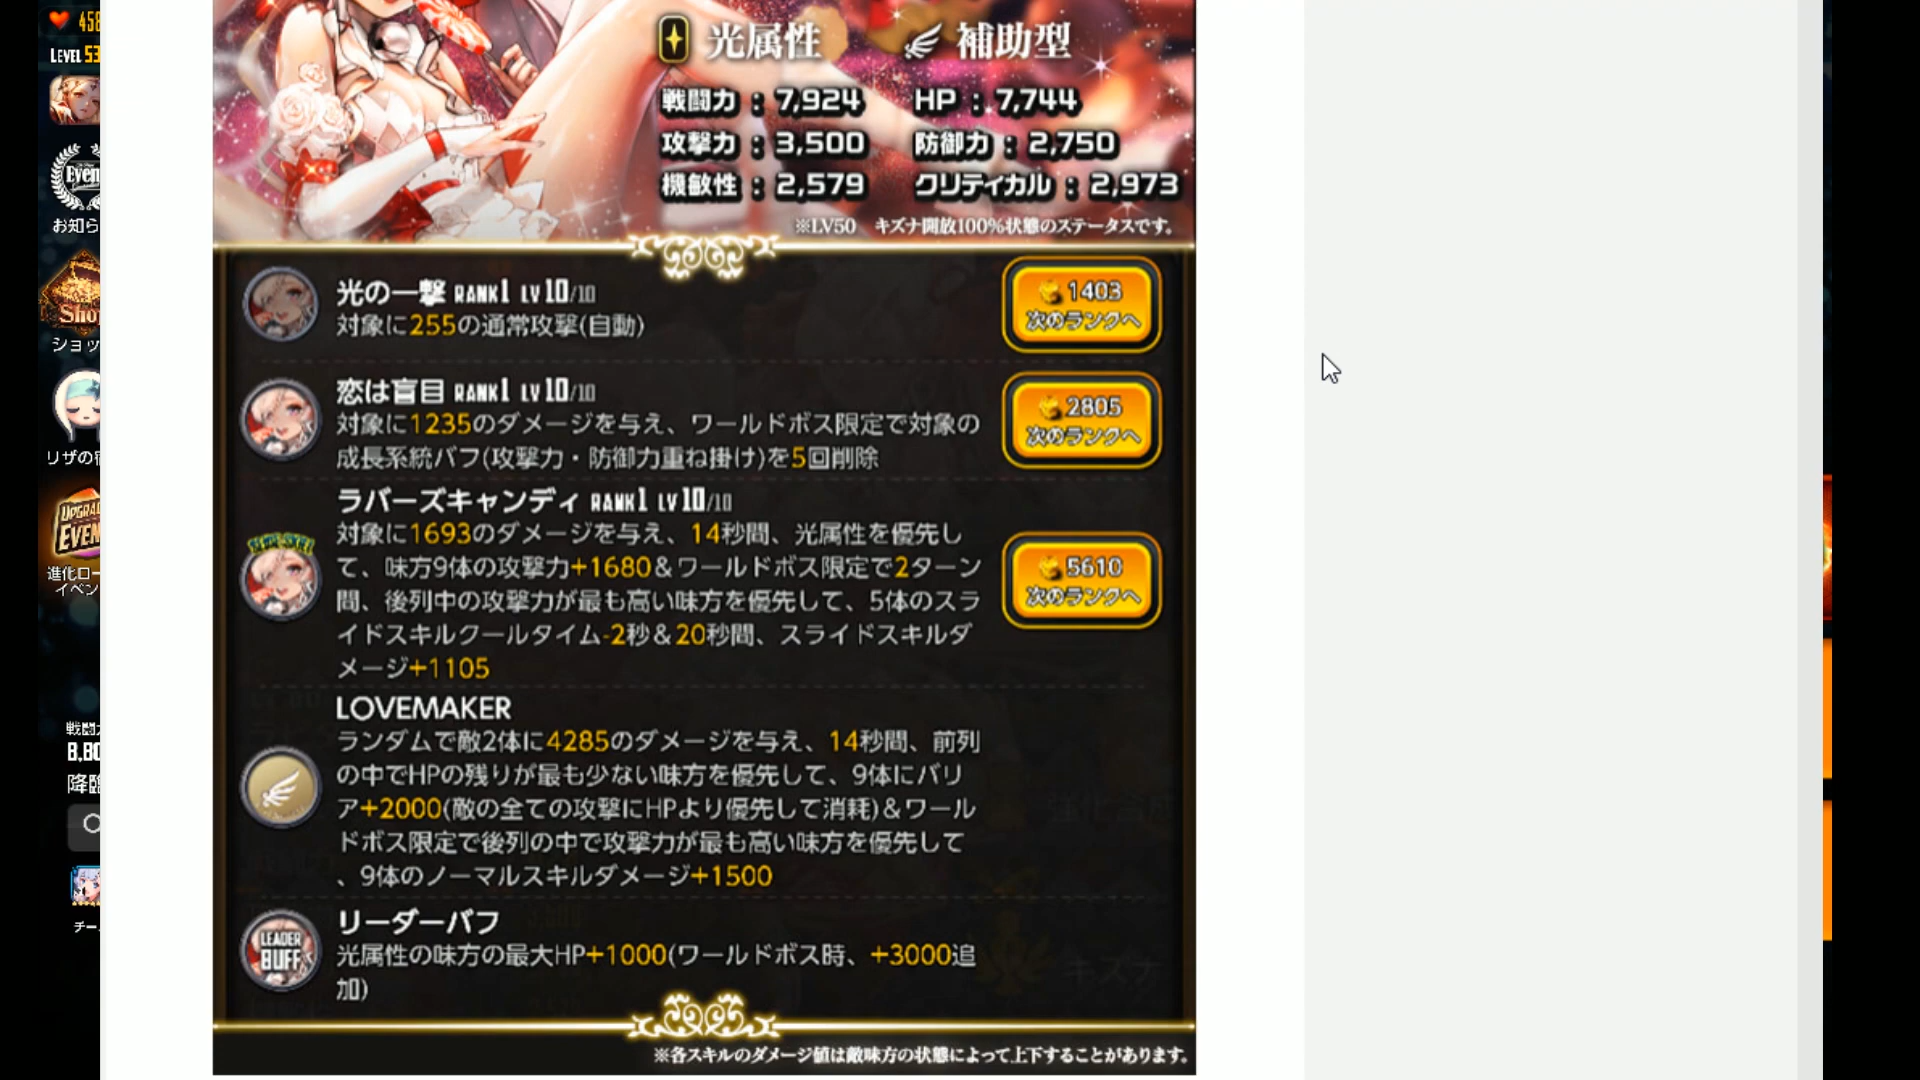 458
LEVEL 53
Even
お知ら
Sho
ショッ
リザの
UPGRA
EVEN
進化ロー
イベン
戦闘
8,80
降臨
チー
光属性 補助型
戦闘力 : 7,924 HP : 7,744
攻撃力 : 3,500 防御力 : 2,750
機敏性 : 2,579 クリティカル : 2,973
※LV50 キズナ開放100%状態のステータスです。
光の一撃 RANK1 LV10/10
対象に255の通常攻撃(自動)
1403
次のランクへ
恋は盲目 RANK1 LV10/10
対象に1235のダメージを与え、ワールドボス限定で対象の
成長系統バフ(攻撃力・防御力重ね掛け)を5回削除
2805
次のランクへ
ラバーズキャンディ RANK1 LV10/10
対象に1693のダメージを与え、14秒間、光属性を優先し
て、味方9体の攻撃力+1680&ワールドボス限定で2ターン
間、後列中の攻撃力が最も高い味方を優先して、5体のスラ
イドスキルクールタイム-2秒&20秒間、スライドスキルダ
メージ+1105
5610
次のランクへ
LOVEMAKER
ランダムで敵2体に4285のダメージを与え、14秒間、前列
の中でHPの残りが最も少ない味方を優先して、9体にバリ
ア+2000(敵の全ての攻撃にHPより優先して消耗)&ワール
ドボス限定で後列の中で攻撃力が最も高い味方を優先して
、9体のノーマルスキルダメージ+1500
LEADER
BUFF
リーダーバフ
光属性の味方の最大HP+1000(ワールドボス時、+3000追
加)
キズナ
※各スキルのダメージ値は敵味方の状態によって上下することがあります。